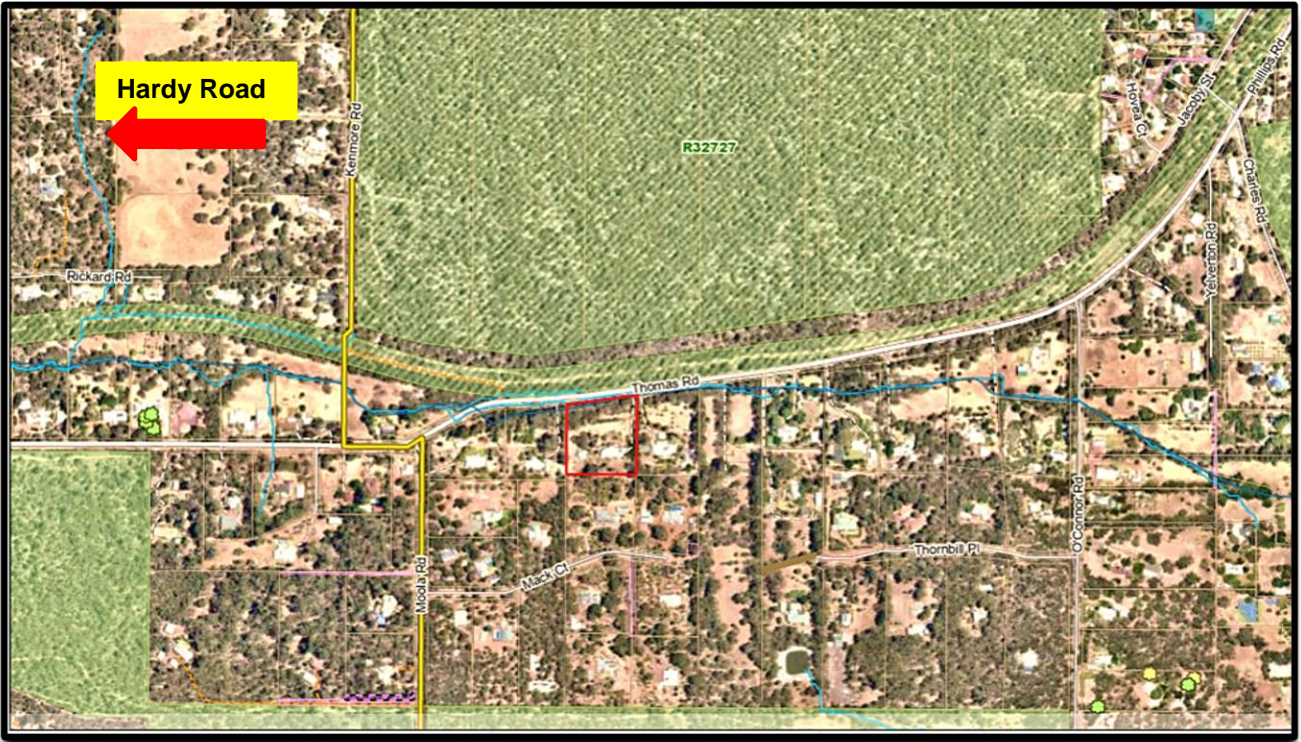 Hardy Road
Kenmore Rd
R32727
Hovea Ct
Jacoby St
Phillips Rd
Charles Rd
Yelverton Rd
Rickard Rd
Thomas Rd
O'Connor Rd
Moola Rd
Mack Ct
Thornbill Pl